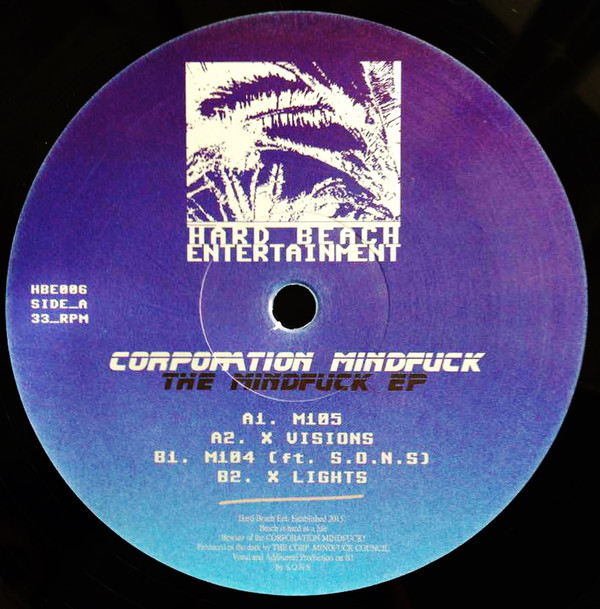 HARD BEACH
ENTERTAINMENT
HBE006
SIDE_A
33_RPM
CORPORATION MINDFUCK
THE MINDFUCK EP
A1. M105
A2. X VISIONS
B1. M104 (ft. S.O.N.S)
B2. X LIGHTS
Hard Beach Ent. Established 2015
Beach is hard as a life
Beware of the CORPORATION MINDFUCK!
Produced in the dark by THE CORP. MINDFUCK COUNCIL.
Vocal and Additional Production on B1
By S.O.N.S